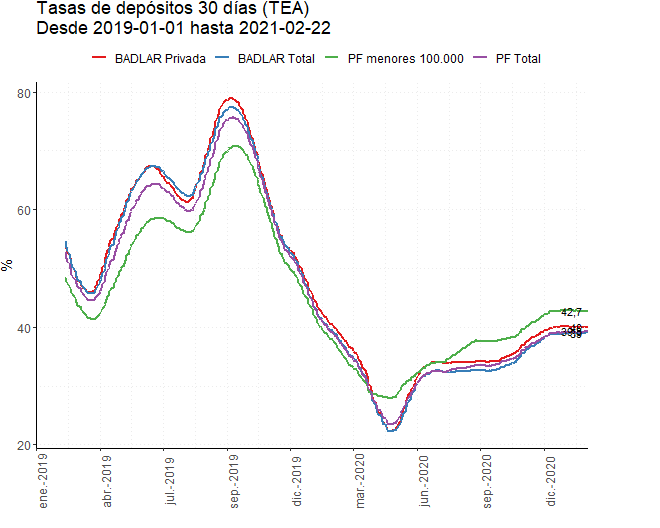 Tasas de depósitos 30 días (TEA)
Desde 2019-01-01 hasta 2021-02-22
BADLAR Privada BADLAR Total PF menores 100.000 PF Total
80
60
40
20
%
42,7
ene.-2019 abr.-2019 jul.-2019 sep.-2019 dic.-2019 mar.-2020 jun.-2020 sep.-2020 dic.-2020